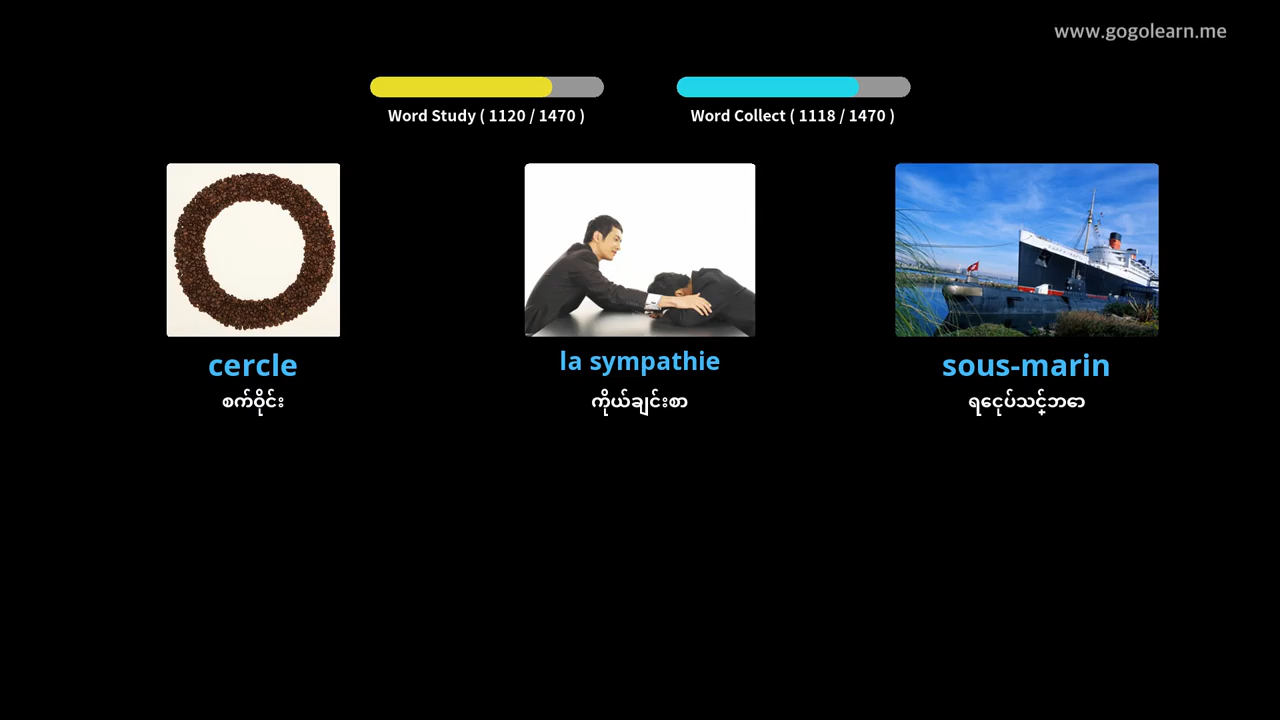 www.gogolearn.me
Word Study ( 1120 / 1470 )
Word Collect ( 1118 / 1470 )
cercle
la sympathie
sous-marin
စက်ဝိုင်း
ကိုယ်ချင်းစာ
ရငေုပ်သင်္ဘော